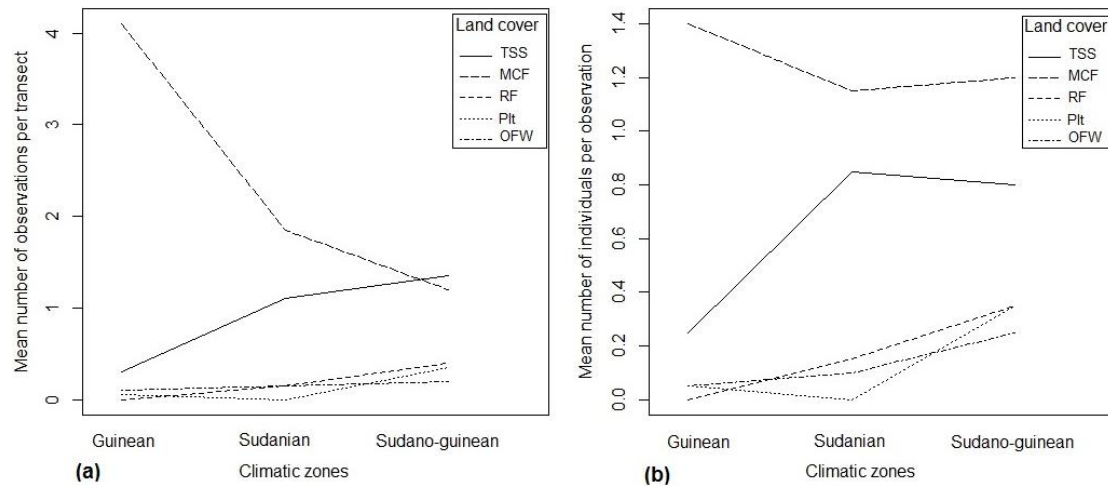 Mean number of observations per transect
4
3
2
1
0
Land cover
TSS
MCF
RF
Plt
OFW
Guinean Sudanian Sudano-guinean
(a) Climatic zones
Mean number of individuals per observation
1.4
1.2
1.0
0.8
0.6
0.4
0.2
0.0
Land cover
TSS
MCF
RF
Plt
OFW
Guinean Sudanian Sudano-guinean
(b) Climatic zones